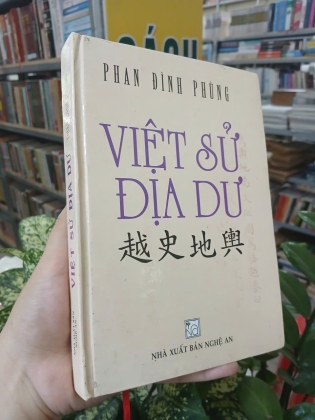 SÁCH
PHAN ĐÌNH PHÙNG
VIỆT SỬ
ĐỊA DƯ
越史地輿
NHÀ XUẤT BẢN NGHỆ AN
VIỆT SỬ ĐỊA DƯ